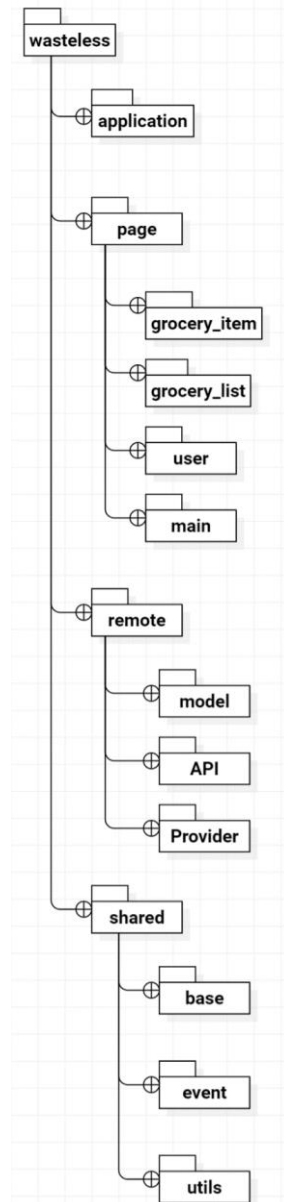 wasteless
application
page
grocery_item
grocery_list
user
main
remote
model
API
Provider
shared
base
event
utils